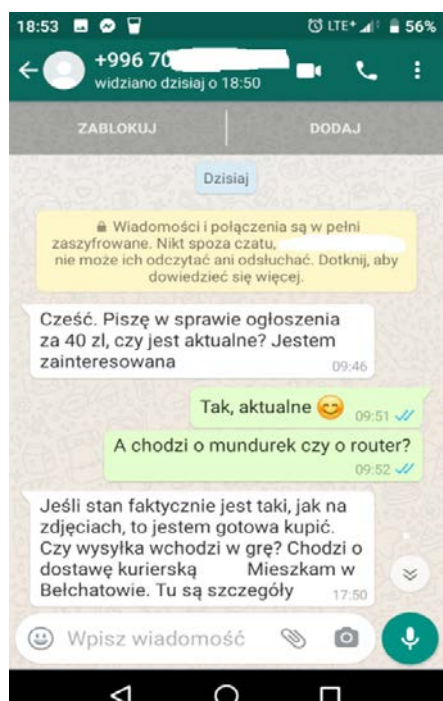 18:53 LTE+ 56%
+996 70
widziano dzisiaj o 18:50
ZABLOKUJ DODAJ
Dzisiaj
Wiadomości i połączenia są w pełni
zaszyfrowane. Nikt spoza czatu,
nie może ich odczytać ani odsłuchać. Dotknij, aby
dowiedzieć się więcej.
Cześć. Piszę w sprawie ogłoszenia
za 40 zl, czy jest aktualne? Jestem
zainteresowana
09:46
Tak, aktualne 😊 09:51
A chodzi o mundurek czy o router?
09:52
Jeśli stan faktycznie jest taki, jak na
zdjęciach, to jestem gotowa kupić.
Czy wysyłka wchodzi w grę? Chodzi o
dostawę kurierską Mieszkam w
Bełchatowie. Tu są szczegóły 17:50
Wpisz wiadomość